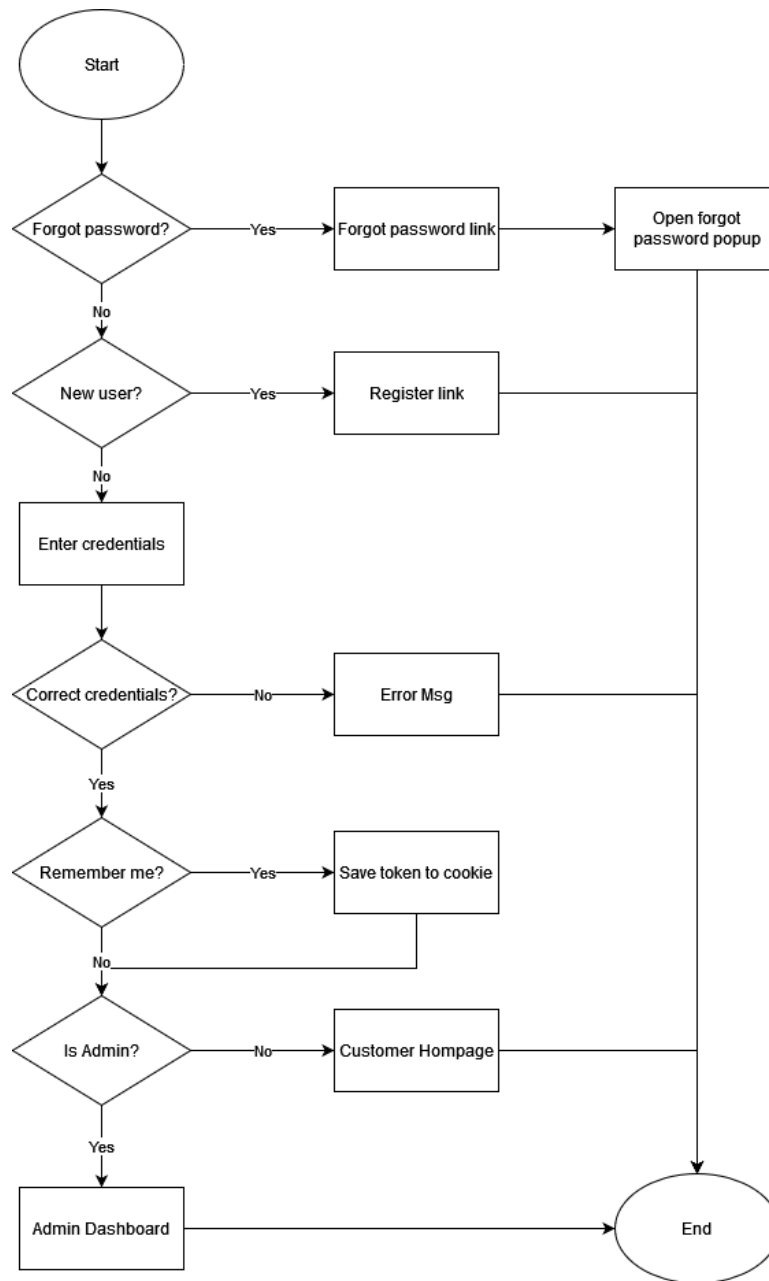 Start
Forgot password?
Yes
Forgot password link
Open forgot
password popup
No
New user?
Yes
Register link
No
Enter credentials
Correct credentials?
No
Error Msg
Yes
Remember me?
Yes
Save token to cookie
No
Is Admin?
No
Customer Hompage
Yes
Admin Dashboard
End